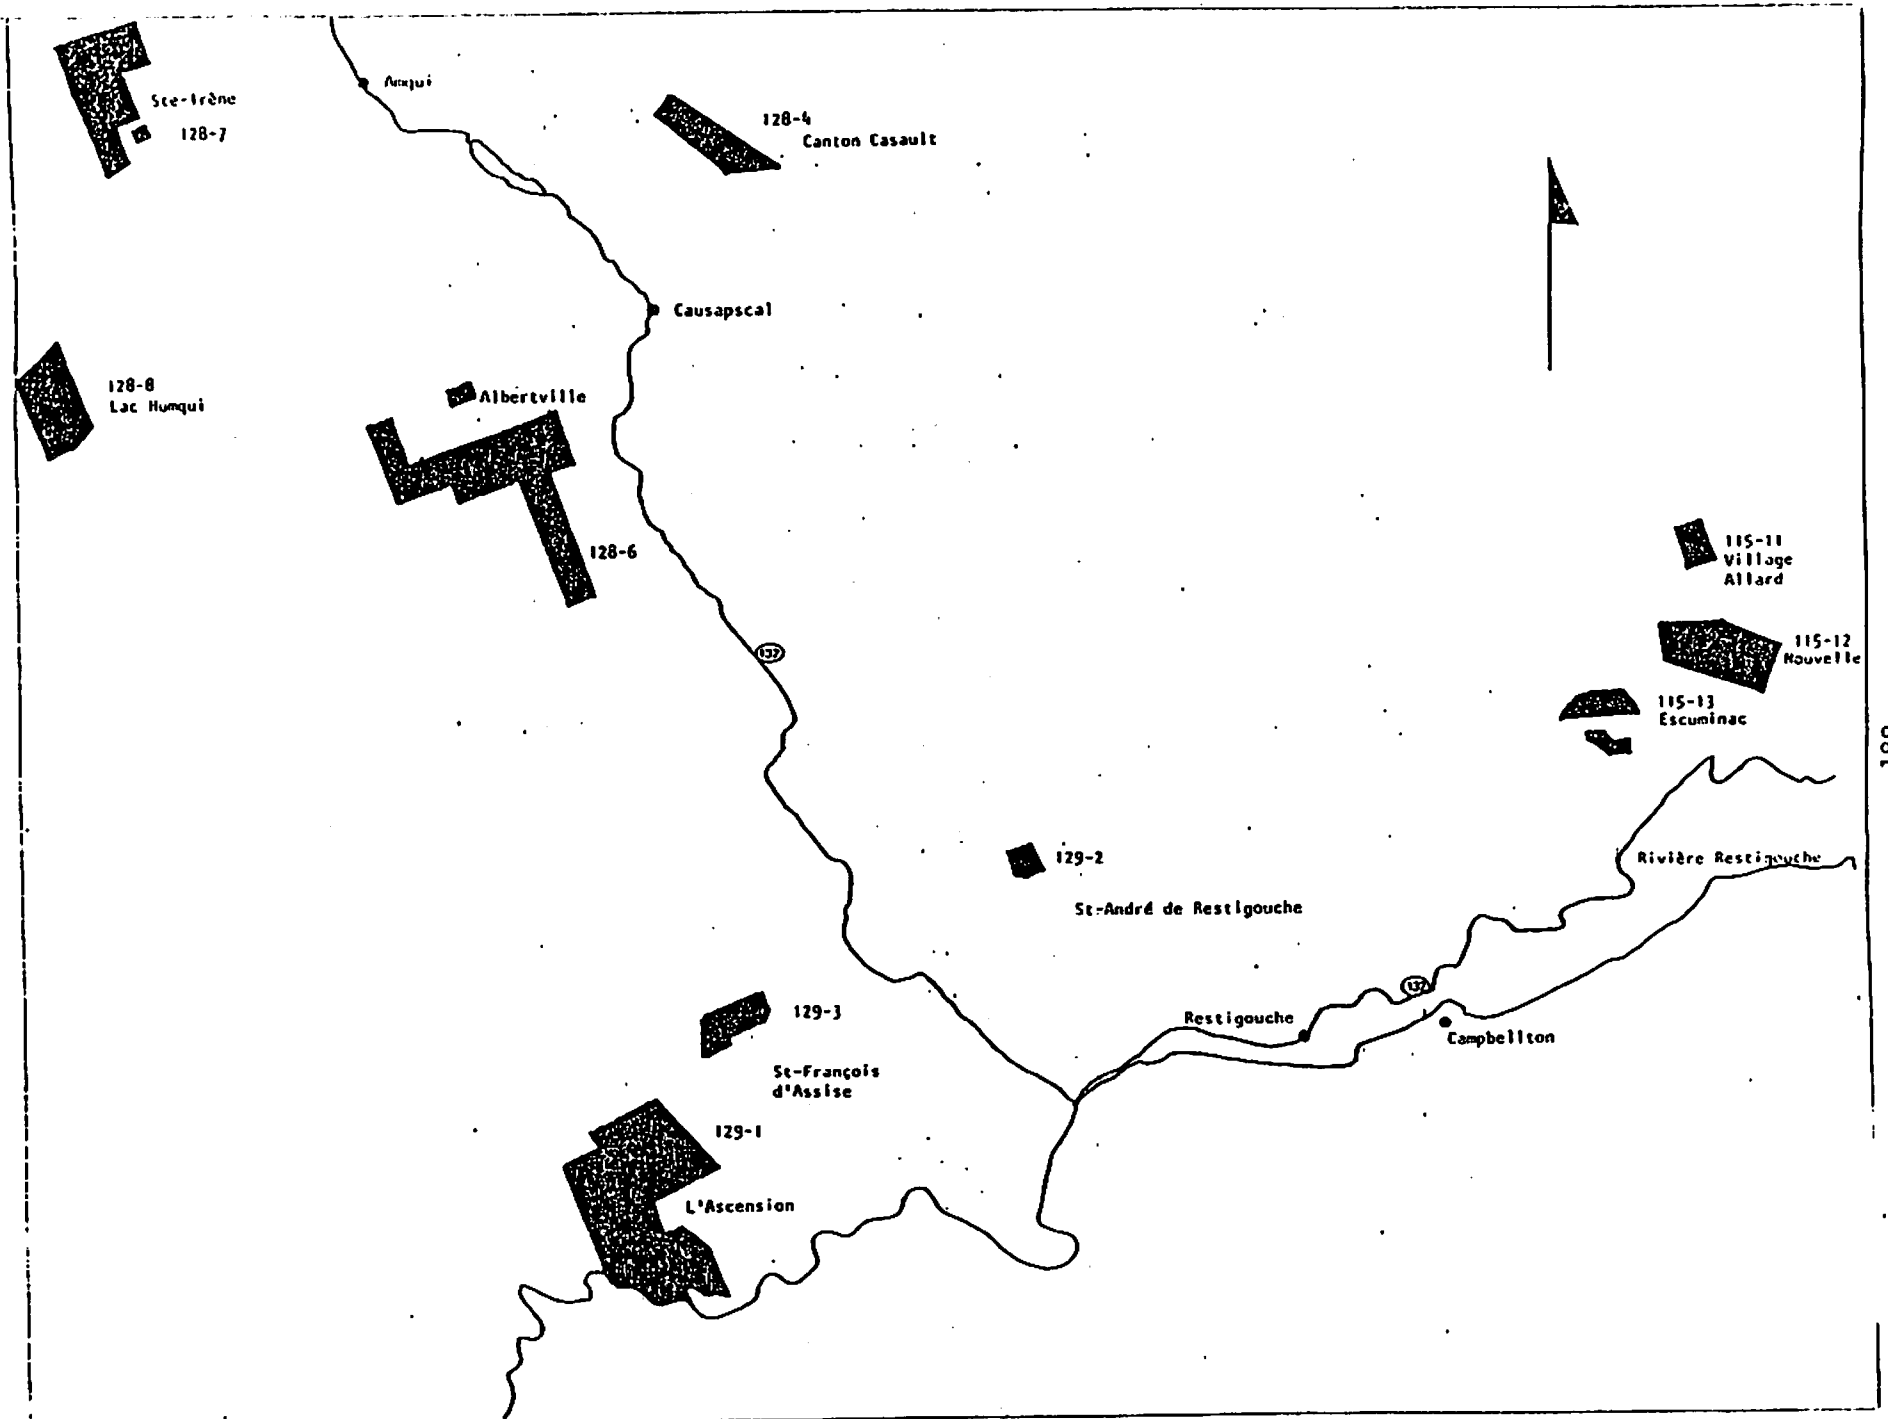 Amqui
Ste-Irène
128-7
128-4
Canton Casault
Causapscal
128-8
Lac Humqui
Albertville
128-6
115-11
Village
Allard
132
115-12
Nouvelle
115-13
Escuminac
129-2
Rivière Restigouche
St-André de Restigouche
132
129-3
Restigouche
Campbellton
St-François
d'Assise
129-1
L'Ascension